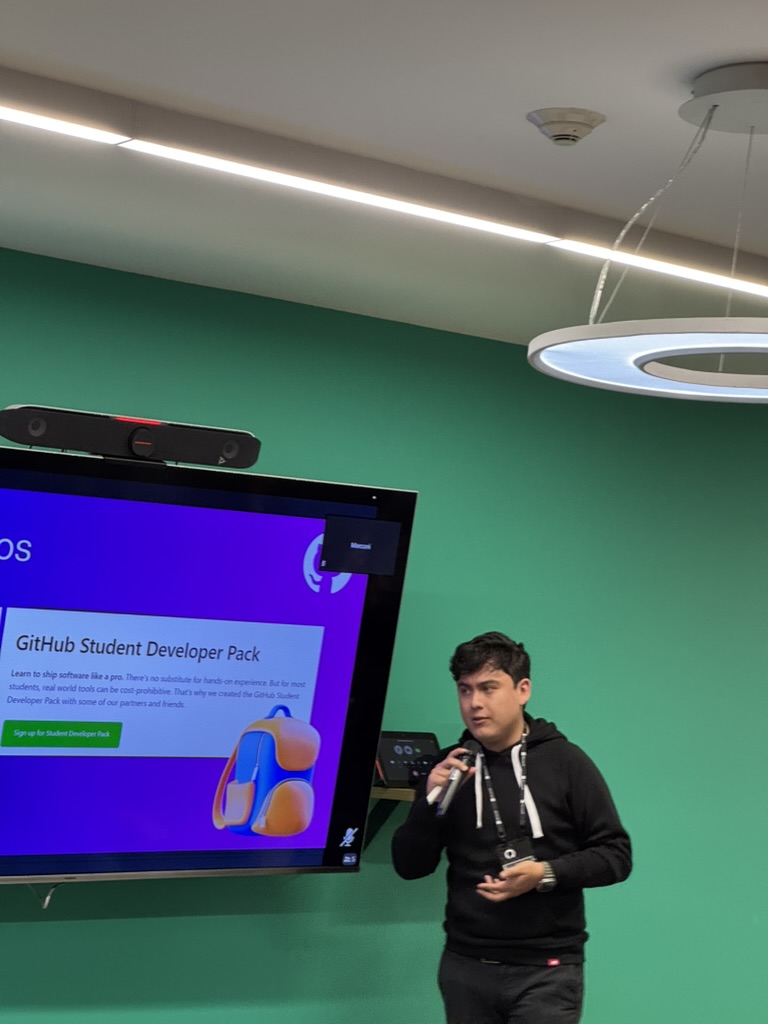 os
GitHub Student Developer Pack
Learn to ship software like a pro. There's no substitute for hands-on experience. But for most
students, real world tools can be cost-prohibitive. That's why we created the GitHub Student
Developer Pack with some of our partners and friends.
Sign up for Student Developer Pack